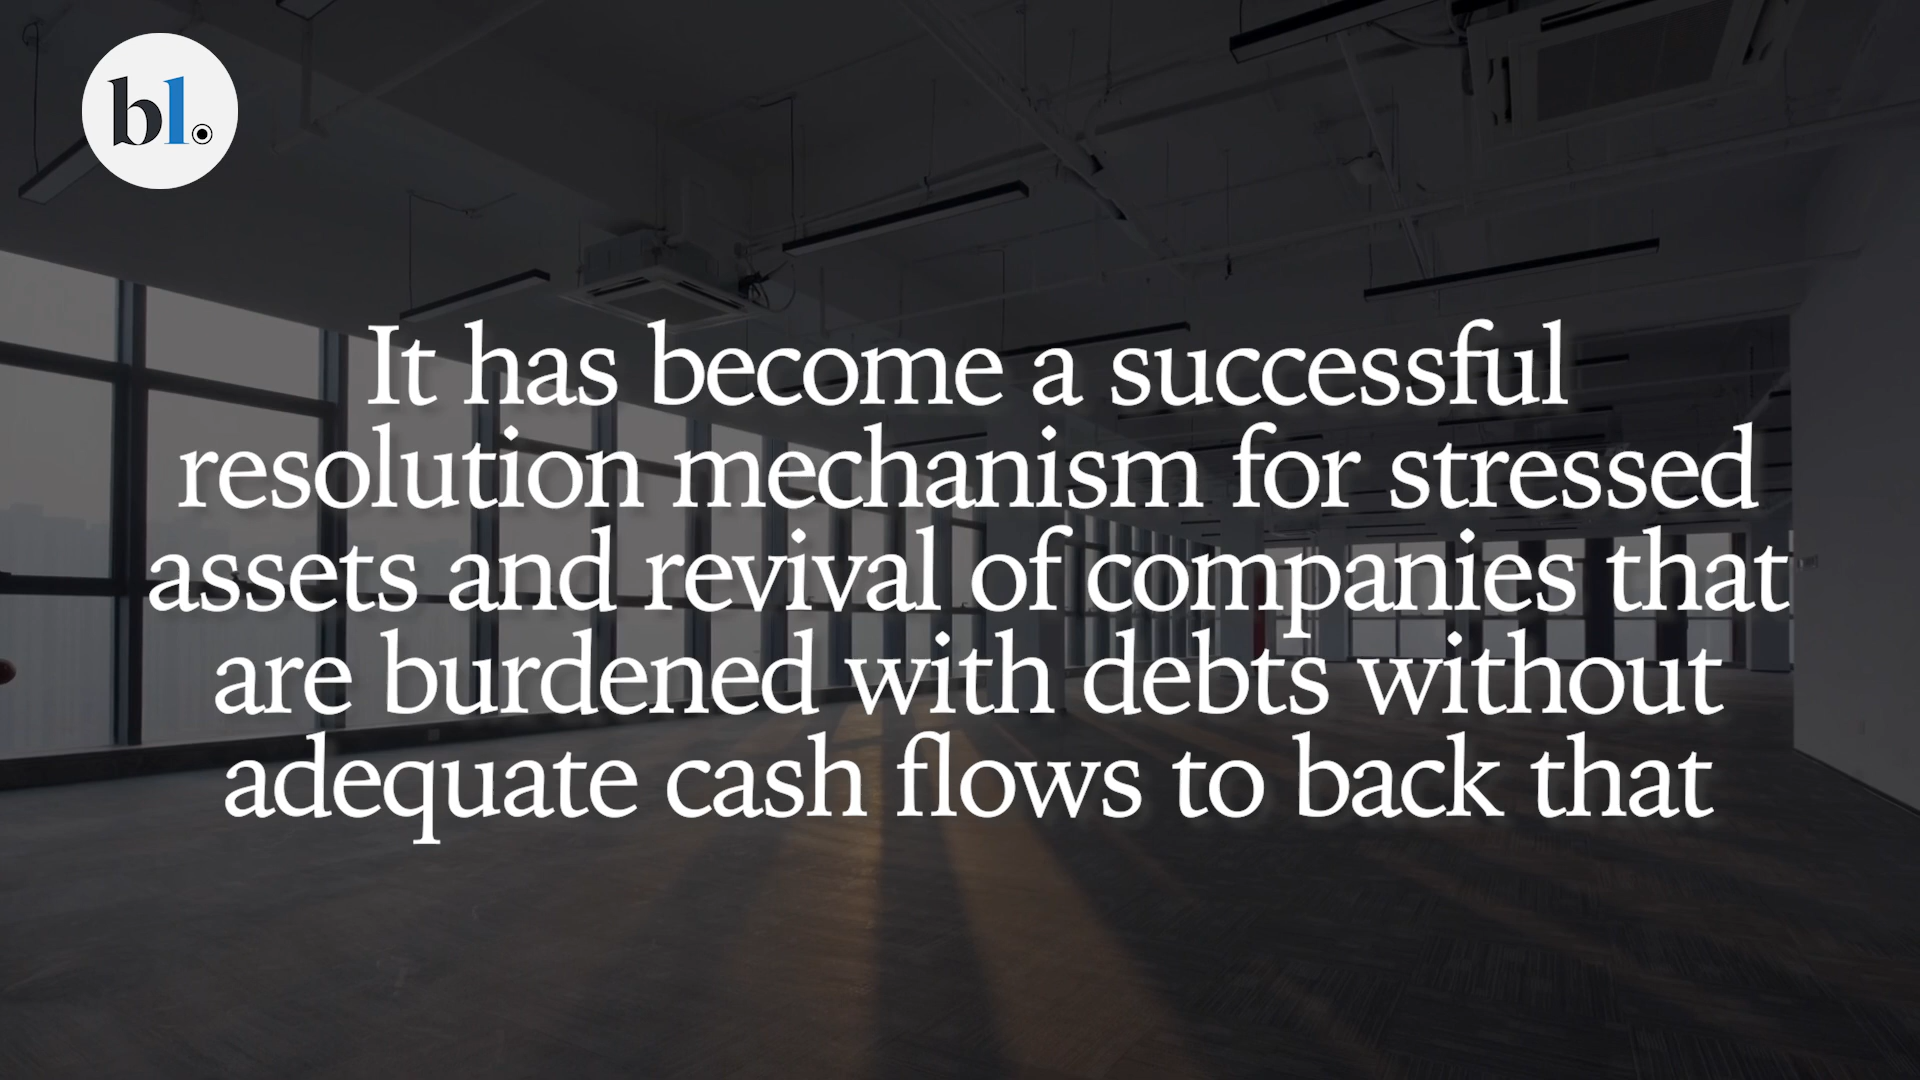 bl.
It has become a successful
resolution mechanism for stressed
assets and revival of companies that
are burdened with debts without
adequate cash flows to back that